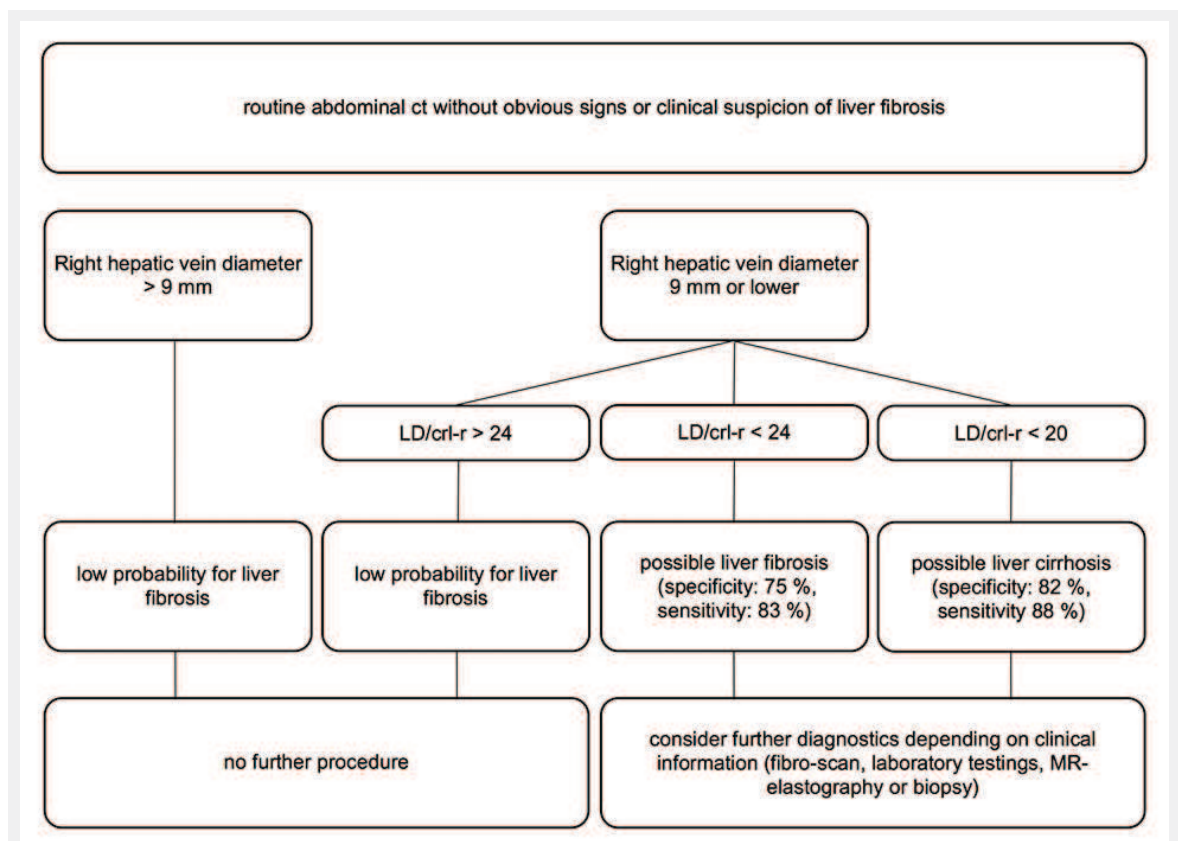 routine abdominal ct without obvious signs or clinical suspicion of liver fibrosis
Right hepatic vein diameter
> 9 mm
Right hepatic vein diameter
9 mm or lower
LD/crl-r > 24
LD/crl-r < 24
LD/crl-r < 20
low probability for liver
fibrosis
low probability for liver
fibrosis
possible liver fibrosis
(specificity: 75 %,
sensitivity: 83 %)
possible liver cirrhosis
(specificity: 82 %,
sensitivity 88 %)
no further procedure
consider further diagnostics depending on clinical
information (fibro-scan, laboratory testings, MR-
elastography or biopsy)